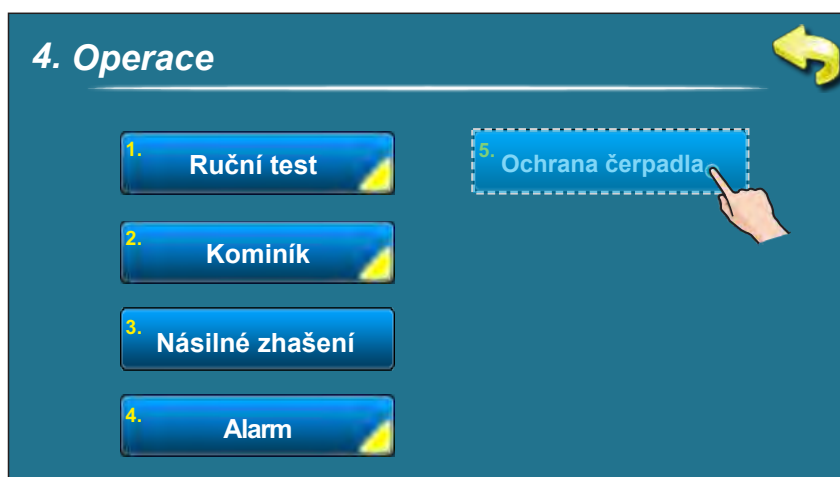 4. Operace
1. Ruční test
2. Kominík
3. Násilné zhašení
4. Alarm
5. Ochrana čerpadla